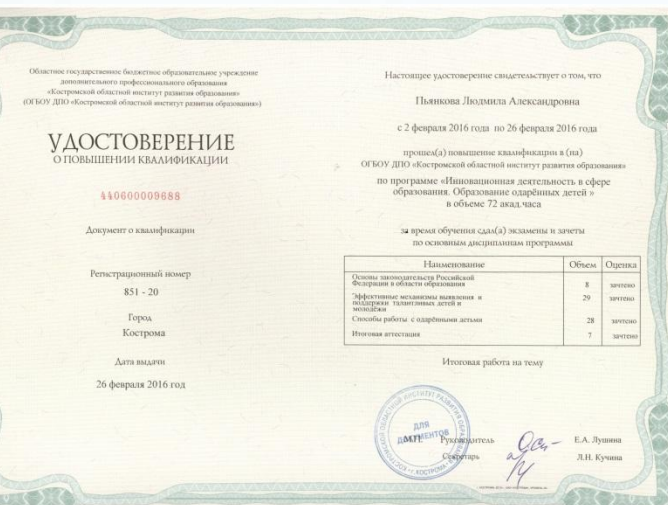 Областное государственное бюджетное образовательное учреждение
дополнительного профессионального образования
«Костромской областной институт развития образования»
(ОГБОУ ДПО «Костромской областной институт развития образования»)
УДОСТОВЕРЕНИЕ
О ПОВЫШЕНИИ КВАЛИФИКАЦИИ
440600009688
Документ о квалификации
Регистрационный номер
851 - 20
Город
Кострома
Дата выдачи
26 февраля 2016 год
Настоящее удостоверение свидетельствует о том, что
Пьянкова Людмила Александровна
с 2 февраля 2016 года по 26 февраля 2016 года
прошел(а) повышение квалификации в (на)
ОГБОУ ДПО «Костромской областной институт развития образования»
по программе «Инновационная деятельность в сфере
образования. Образование одарённых детей »
в объеме 72 акад.часа
за время обучения сдал(а) экзамены и зачеты
по основным дисциплинам программы
Наименование Объем Оценка
Основы законодательств Российской
Федерации в области образования 8 зачтено
Эффективные механизмы выявления и
поддержки талантливых детей и
молодёжи 29 зачтено
Способы работы с одарёнными детьми 28 зачтено
Итоговая аттестация 7 зачтено
Итоговая работа на тему
ДЛЯ
ДОКУМЕНТОВ
М.П. Руководитель Е.А. Лушина
Секретарь Л.Н. Кучина